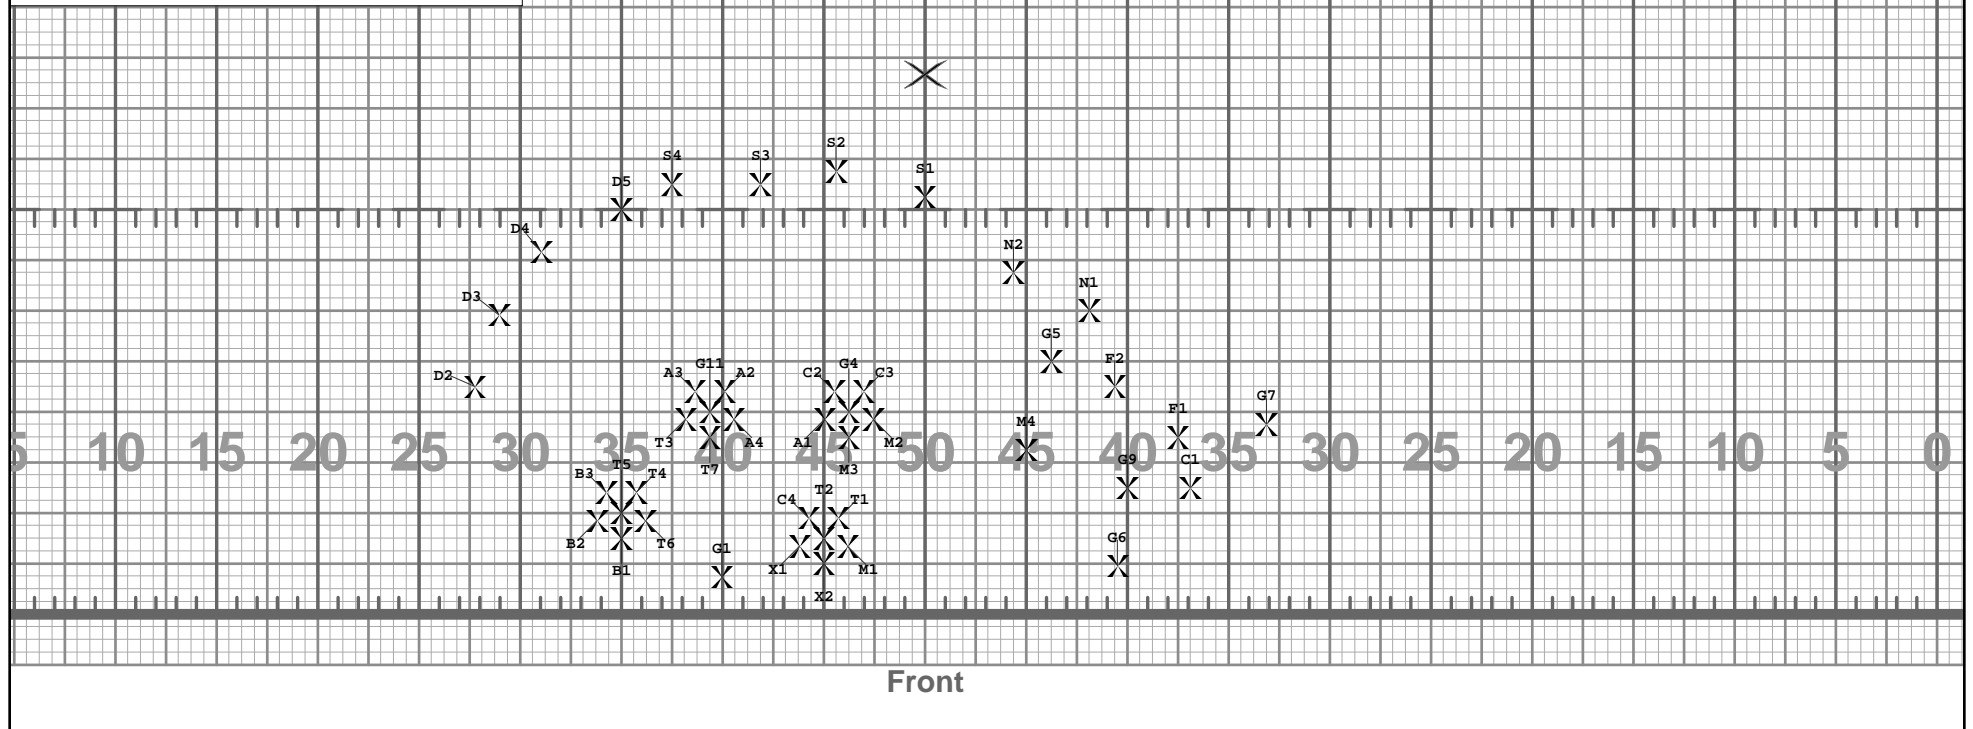 S2
S4 S3
S1
D5
D4
N2
N1
D3
G5
F2
G11 G4
A3 A2 C2 C3
D2
G7
F1
M4
T3 A4 A1 M2
5 10 15 20 25 30 35 40 45 50 45 40 35 30 25 20 15 10 5 0
G9 C1
T5 T7 M3
B3 T4
T2
C4 T1
G6
B2 T6
G1
B1 X1 M1
X2
Front